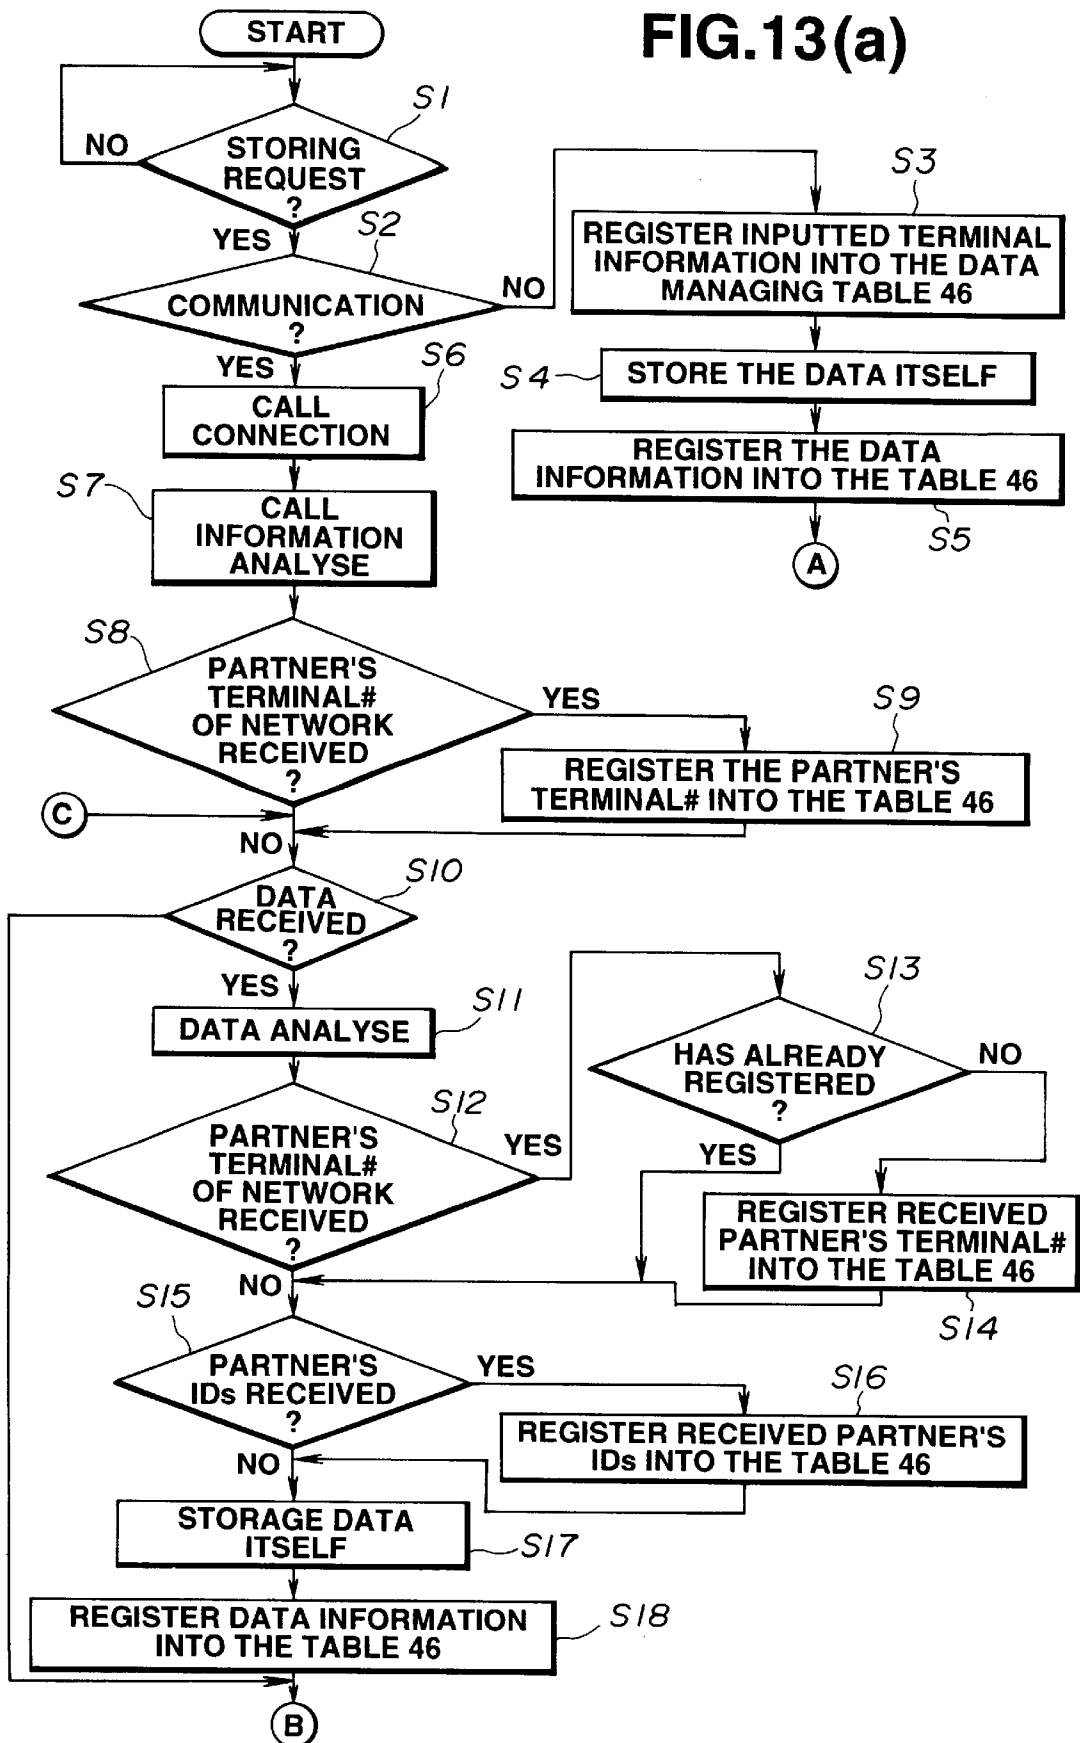 FIG.13(a)
START
S1
NO
STORING
REQUEST
?
YES
S2
COMMUNICATION
?
NO
YES
S3
REGISTER INPUTTED TERMINAL
INFORMATION INTO THE DATA
MANAGING TABLE 46
S4
STORE THE DATA ITSELF
REGISTER THE DATA
INFORMATION INTO THE TABLE 46
S5
A
S6
CALL
CONNECTION
S7
CALL
INFORMATION
ANALYSE
S8
PARTNER'S
TERMINAL#
OF NETWORK
RECEIVED
?
YES
S9
REGISTER THE PARTNER'S
TERMINAL# INTO THE TABLE 46
C
NO
S10
DATA
RECEIVED
?
YES
S11
DATA ANALYSE
S12
PARTNER'S
TERMINAL#
OF NETWORK
RECEIVED
?
YES
S13
HAS ALREADY
REGISTERED
?
NO
YES
REGISTER RECEIVED
PARTNER'S TERMINAL#
INTO THE TABLE 46
S14
NO
S15
PARTNER'S
IDs RECEIVED
?
YES
S16
REGISTER RECEIVED PARTNER'S
IDs INTO THE TABLE 46
NO
STORAGE DATA
ITSELF
S17
REGISTER DATA INFORMATION
INTO THE TABLE 46
S18
B